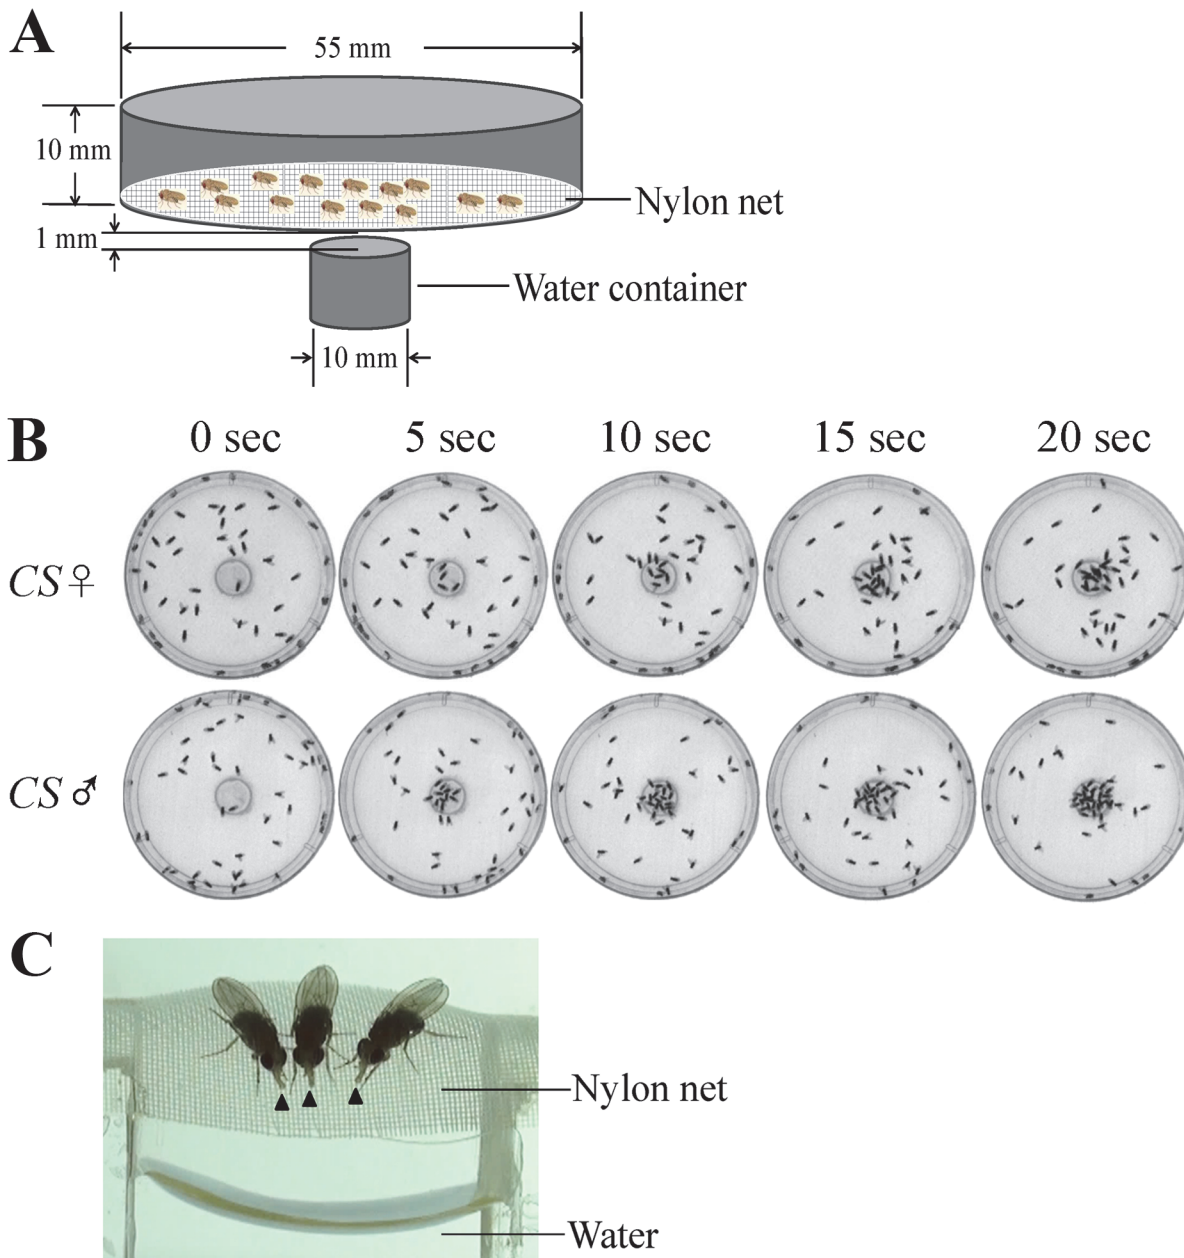 A
55 mm
10 mm
Nylon net
1 mm
Water container
10 mm
B
0 sec 5 sec 10 sec 15 sec 20 sec
CS♀
CS♂
C
Nylon net
Water